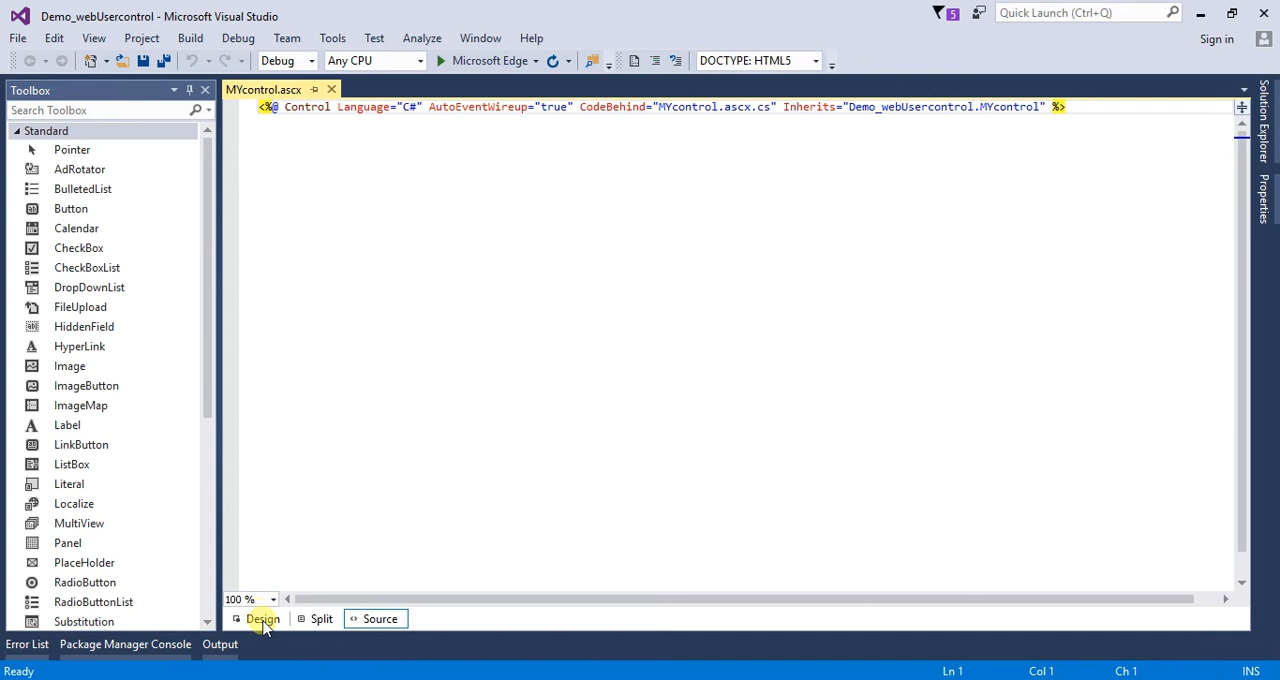 Demo_webUsercontrol - Microsoft Visual Studio
5
Quick Launch (Ctrl+Q)
File Edit View Project Build Debug Team Tools Test Analyze Window Help
Sign in
Debug Any CPU Microsoft Edge DOCTYPE: HTML5
Toolbox
MYcontrol.ascx
Search Toolbox
<%@ Control Language="C#" AutoEventWireup="true" CodeBehind="MYcontrol.ascx.cs" Inherits="Demo_webUsercontrol.MYcontrol" %>
Standard
Pointer
AdRotator
BulletedList
Button
Calendar
CheckBox
CheckBoxList
DropDownList
FileUpload
HiddenField
HyperLink
Image
ImageButton
ImageMap
Label
LinkButton
ListBox
Literal
Localize
MultiView
Panel
PlaceHolder
RadioButton
RadioButtonList
Substitution
Solution Explorer
Properties
100 %
Design Split Source
Error List Package Manager Console Output
Ready Ln 1 Col 1 Ch 1 INS